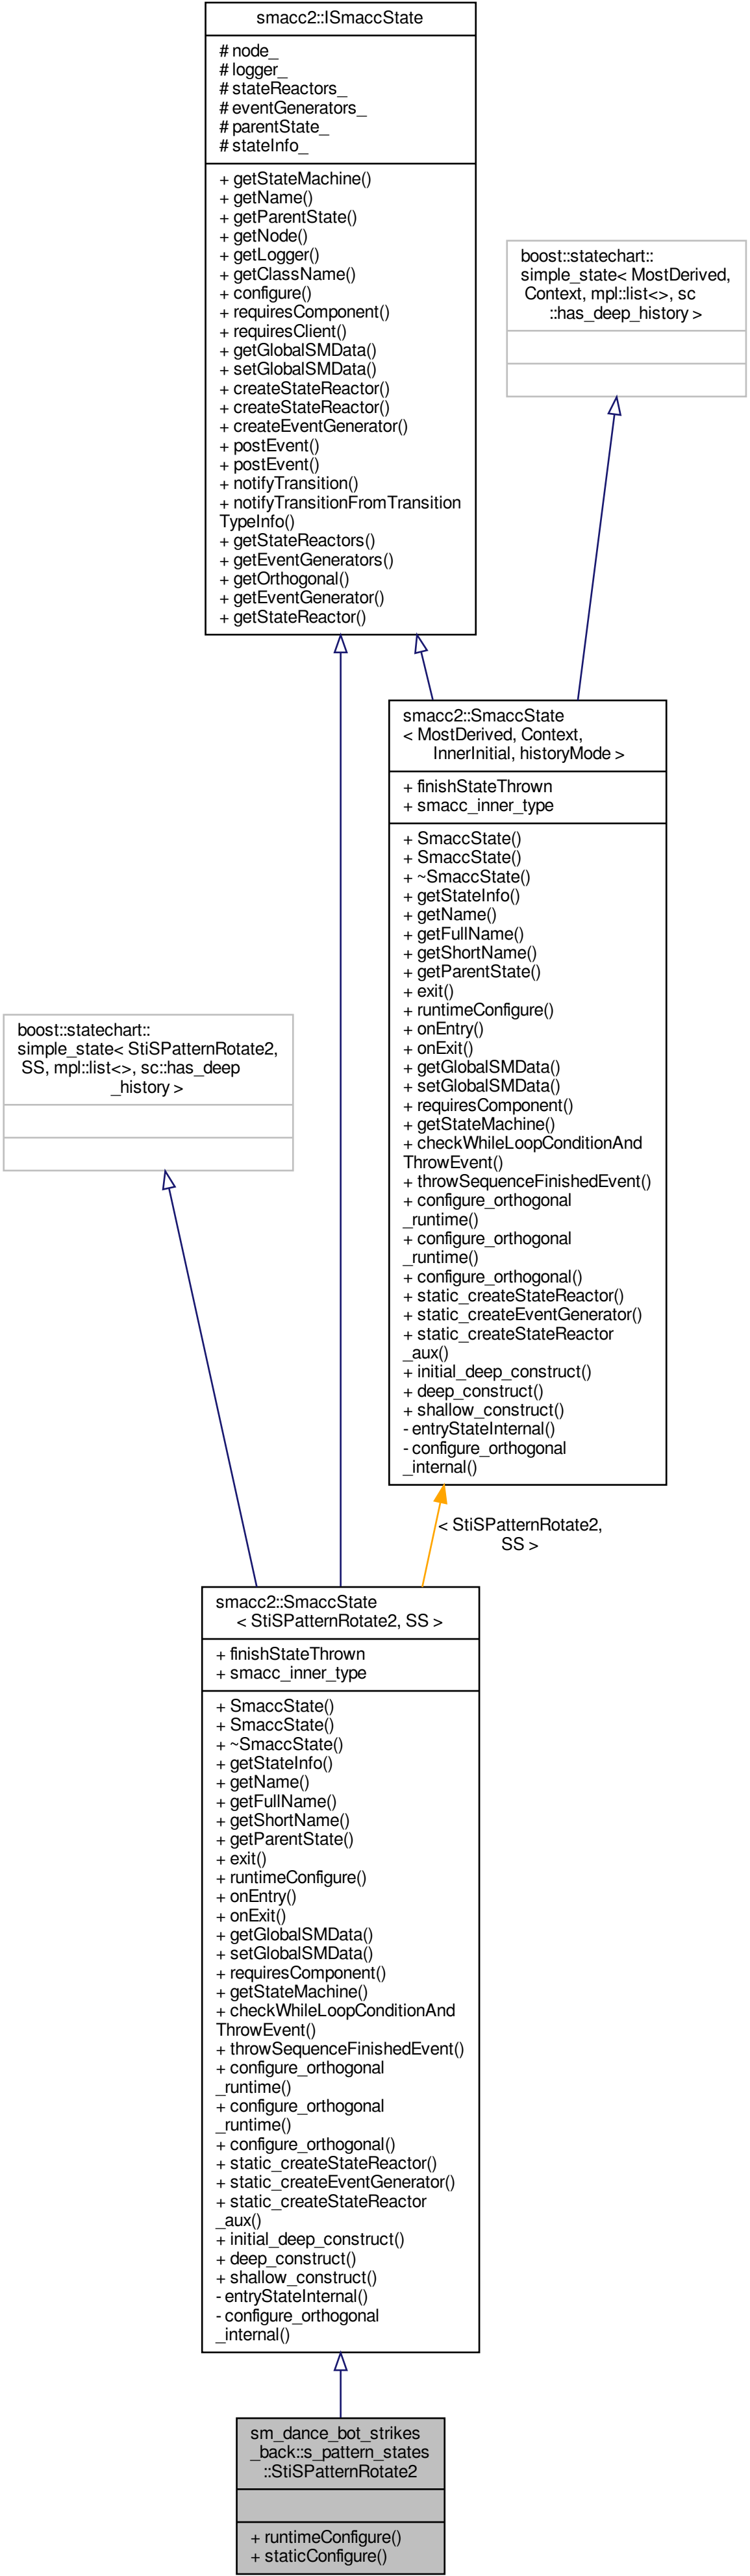 smacc2::ISmaccState
# node_
# logger_
# stateReactors_
# eventGenerators_
# parentState_
# stateInfo_
+ getStateMachine()
+ getName()
+ getParentState()
+ getNode()
+ getLogger()
+ getClassName()
+ configure()
+ requiresComponent()
+ requiresClient()
+ getGlobalSMData()
+ setGlobalSMData()
+ createStateReactor()
+ createStateReactor()
+ createEventGenerator()
+ postEvent()
+ postEvent()
+ notifyTransition()
+ notifyTransitionFromTransition
TypeInfo()
+ getStateReactors()
+ getEventGenerators()
+ getOrthogonal()
+ getEventGenerator()
+ getStateReactor()
boost::statechart::
simple_state< MostDerived,
Context, mpl::list<>, sc
::has_deep_history >
smacc2::SmaccState
< MostDerived, Context,
InnerInitial, historyMode >
+ finishStateThrown
+ smacc_inner_type
+ SmaccState()
+ SmaccState()
+ ~SmaccState()
+ getStateInfo()
+ getName()
+ getFullName()
+ getShortName()
+ getParentState()
+ exit()
+ runtimeConfigure()
+ onEntry()
+ onExit()
+ getGlobalSMData()
+ setGlobalSMData()
+ requiresComponent()
+ getStateMachine()
+ checkWhileLoopConditionAnd
ThrowEvent()
+ throwSequenceFinishedEvent()
+ configure_orthogonal
_runtime()
+ configure_orthogonal
_runtime()
+ configure_orthogonal()
+ static_createStateReactor()
+ static_createEventGenerator()
+ static_createStateReactor
_aux()
+ initial_deep_construct()
+ deep_construct()
+ shallow_construct()
- entryStateInternal()
- configure_orthogonal
_internal()
boost::statechart::
simple_state< StiSPatternRotate2,
SS, mpl::list<>, sc::has_deep
_history >
< StiSPatternRotate2,
SS >
smacc2::SmaccState
< StiSPatternRotate2, SS >
+ finishStateThrown
+ smacc_inner_type
+ SmaccState()
+ SmaccState()
+ ~SmaccState()
+ getStateInfo()
+ getName()
+ getFullName()
+ getShortName()
+ getParentState()
+ exit()
+ runtimeConfigure()
+ onEntry()
+ onExit()
+ getGlobalSMData()
+ setGlobalSMData()
+ requiresComponent()
+ getStateMachine()
+ checkWhileLoopConditionAnd
ThrowEvent()
+ throwSequenceFinishedEvent()
+ configure_orthogonal
_runtime()
+ configure_orthogonal
_runtime()
+ configure_orthogonal()
+ static_createStateReactor()
+ static_createEventGenerator()
+ static_createStateReactor
_aux()
+ initial_deep_construct()
+ deep_construct()
+ shallow_construct()
- entryStateInternal()
- configure_orthogonal
_internal()
sm_dance_bot_strikes
_back::s_pattern_states
::StiSPatternRotate2
+ runtimeConfigure()
+ staticConfigure()